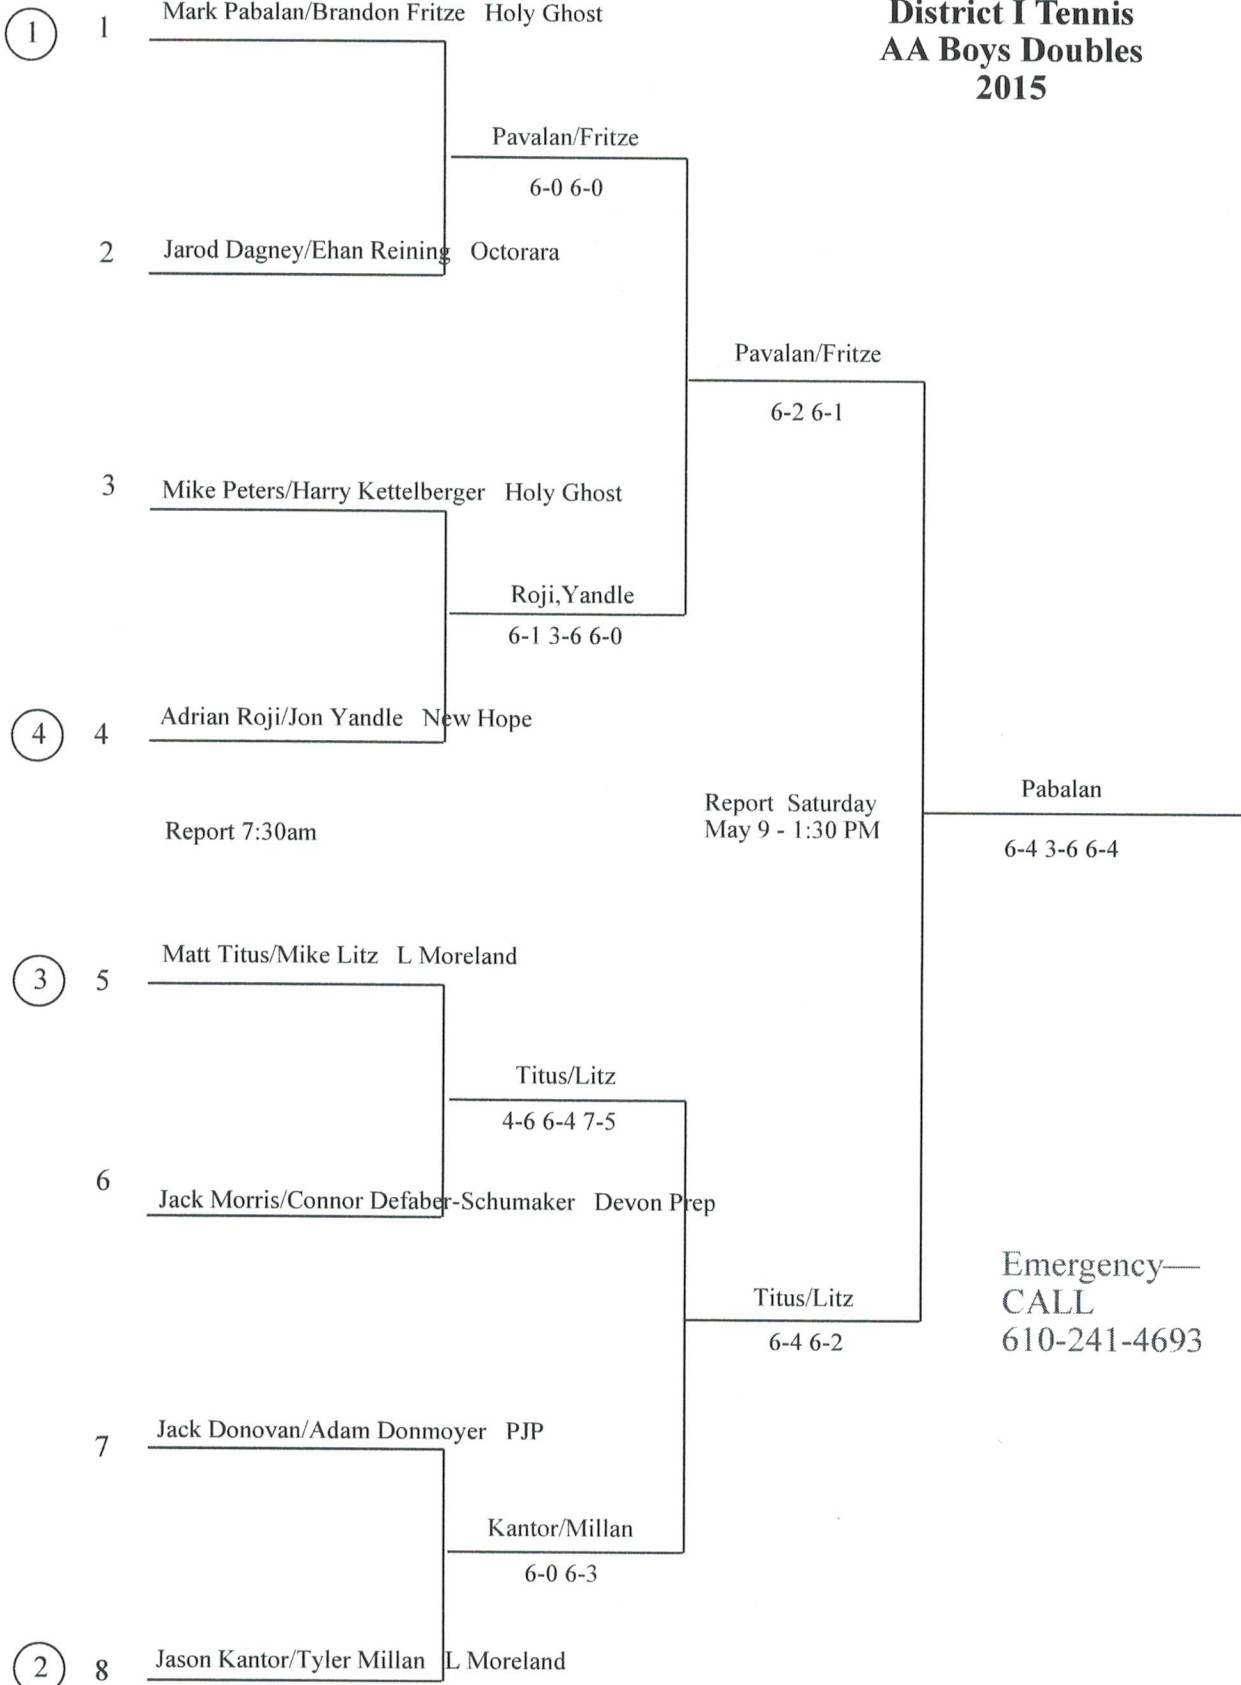 District I Tennis
AA Boys Doubles
2015
1 1 Mark Pabalan/Brandon Fritze Holy Ghost
Pavalan/Fritze
6-0 6-0
2 Jarod Dagney/Ehan Reining Octorara
Pavalan/Fritze
6-2 6-1
3 Mike Peters/Harry Kettelberger Holy Ghost
Roji,Yandle
6-1 3-6 6-0
4 4 Adrian Roji/Jon Yandle New Hope
Report 7:30am
Report Saturday
May 9 - 1:30 PM
Pabalan
6-4 3-6 6-4
3 5 Matt Titus/Mike Litz L Moreland
Titus/Litz
4-6 6-4 7-5
6 Jack Morris/Connor Defaber-Schumaker Devon Prep
Titus/Litz
6-4 6-2
Emergency—
CALL
610-241-4693
7 Jack Donovan/Adam Donmoyer PJP
Kantor/Millan
6-0 6-3
2 8 Jason Kantor/Tyler Millan L Moreland